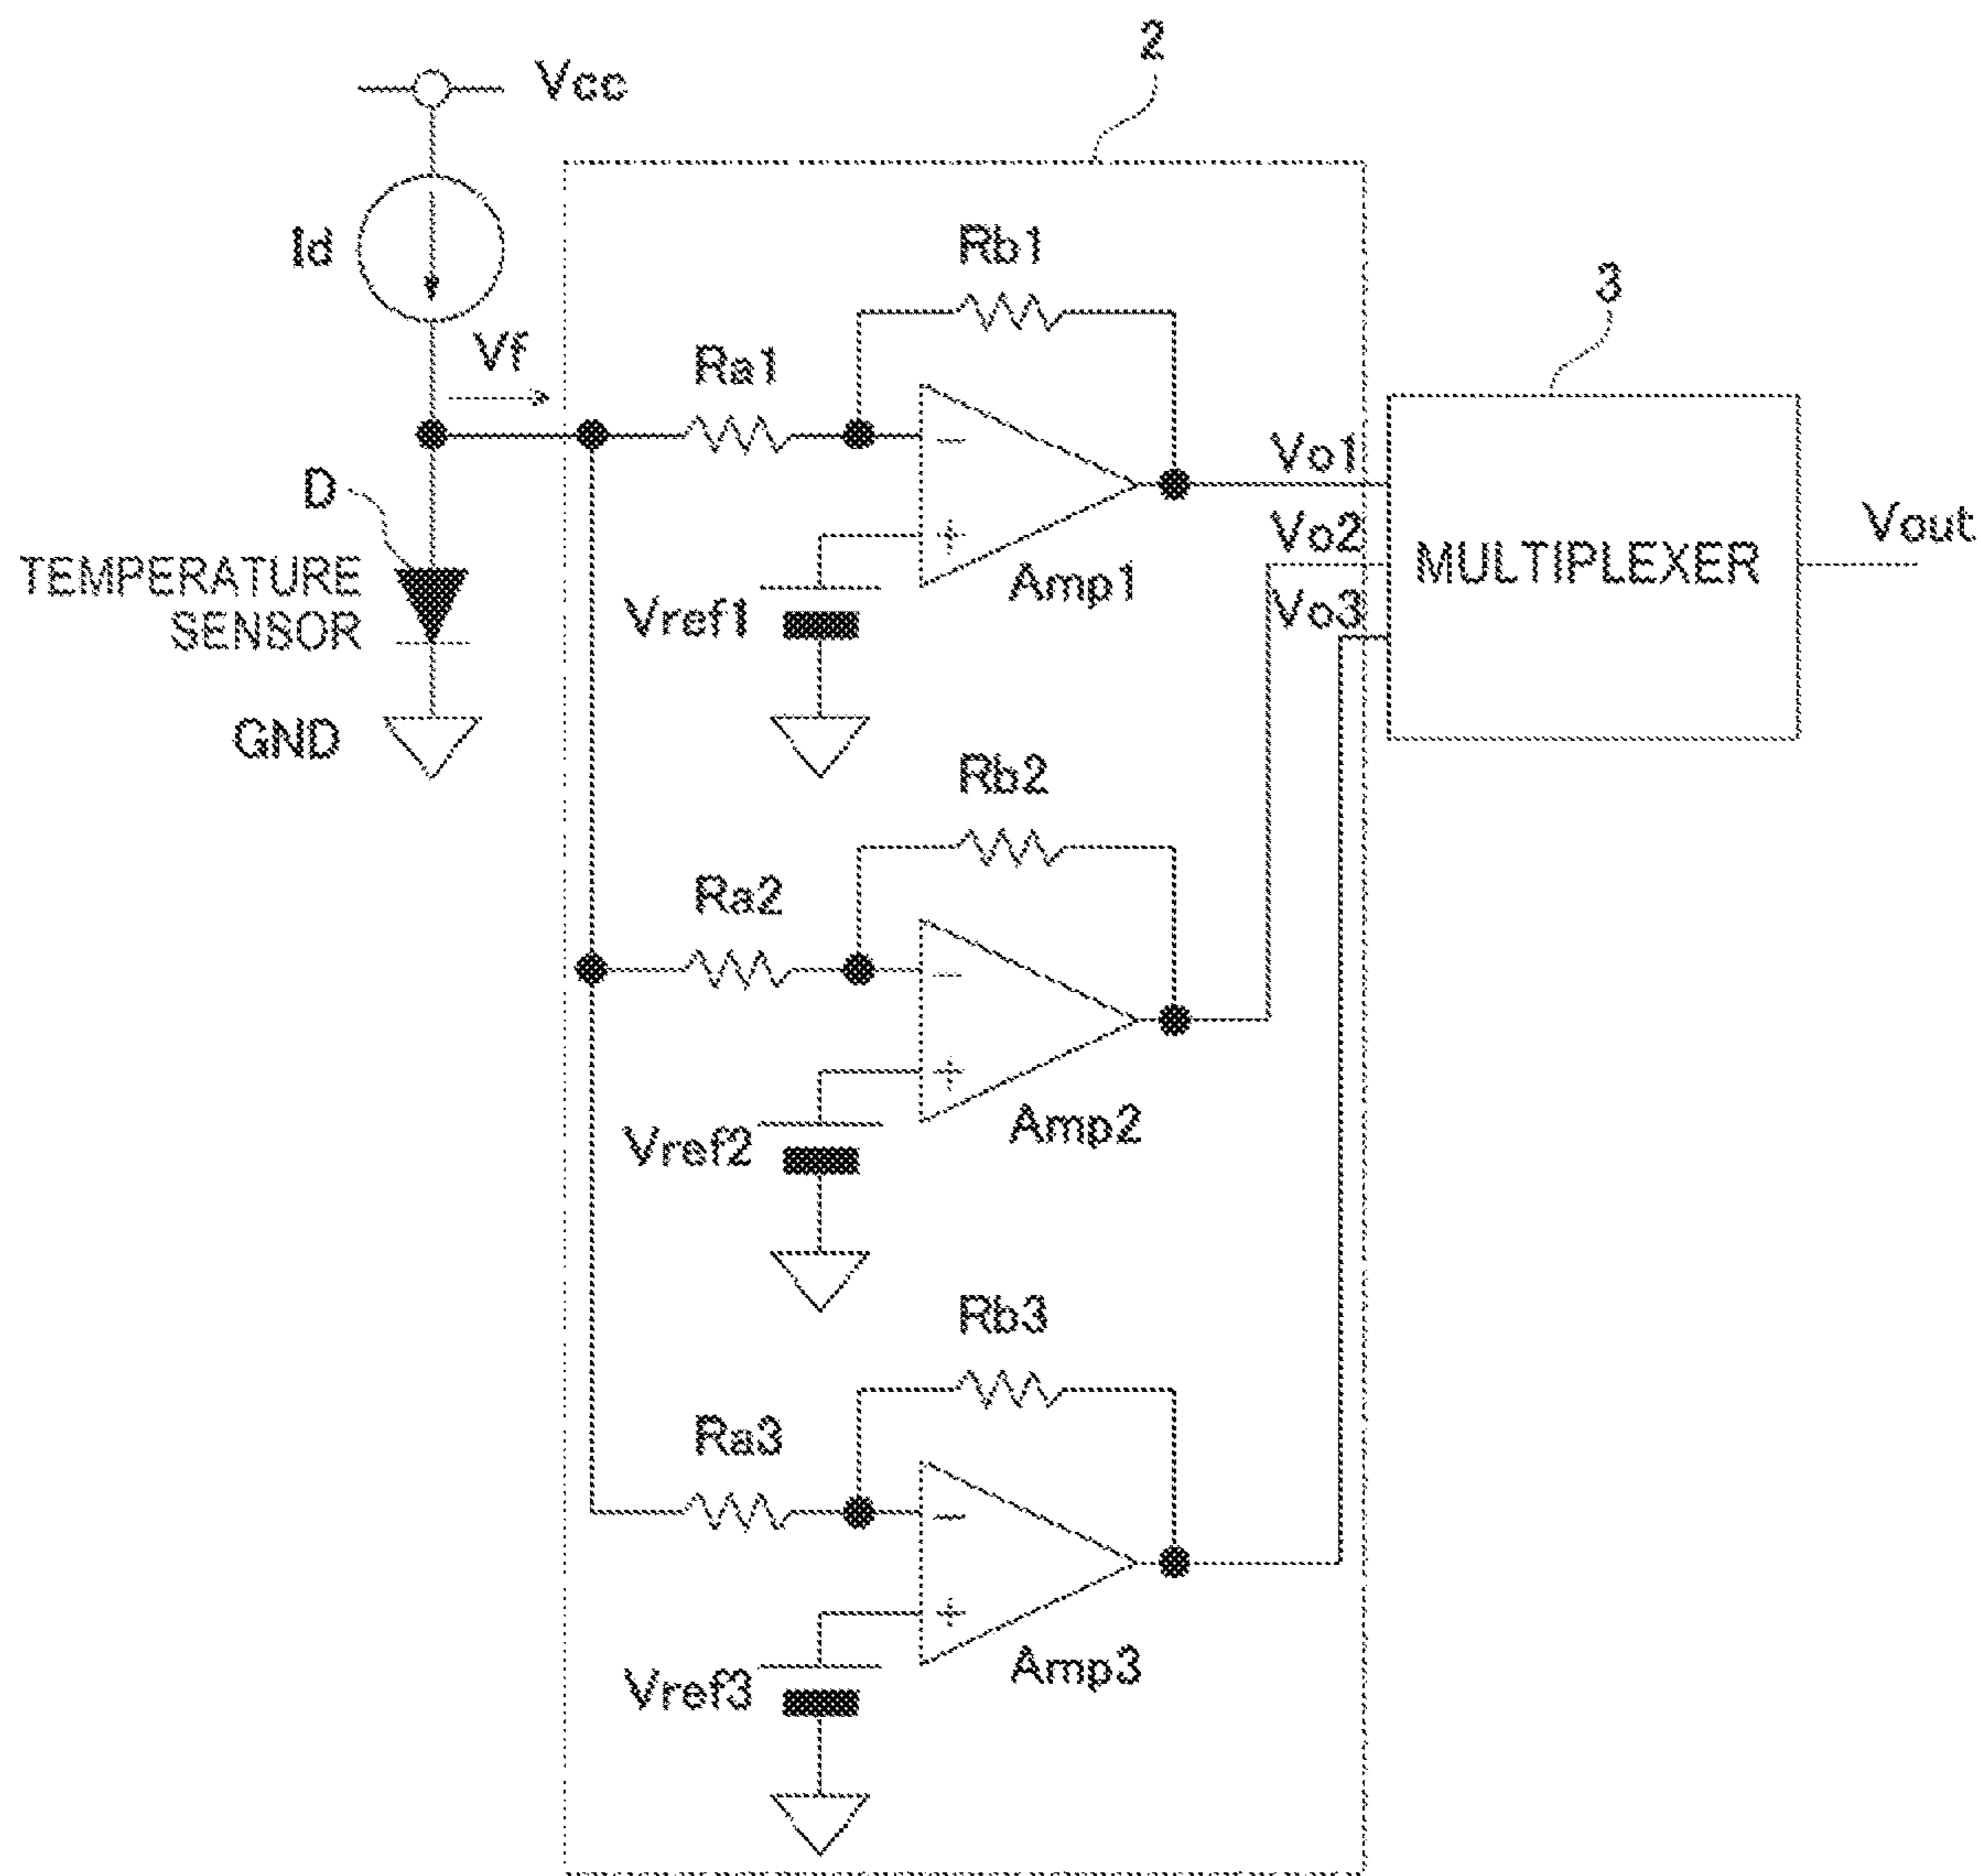 2
Vcc
Id
Rb1
3
Vf
Ra1
−
Vo1
D
Vo2
Vout
TEMPERATURE
SENSOR
+
Amp1
MULTIPLEXER
Vref1
Vo3
GND
Rb2
Ra2
−
+
Amp2
Vref2
Rb3
Ra3
−
+
Amp3
Vref3